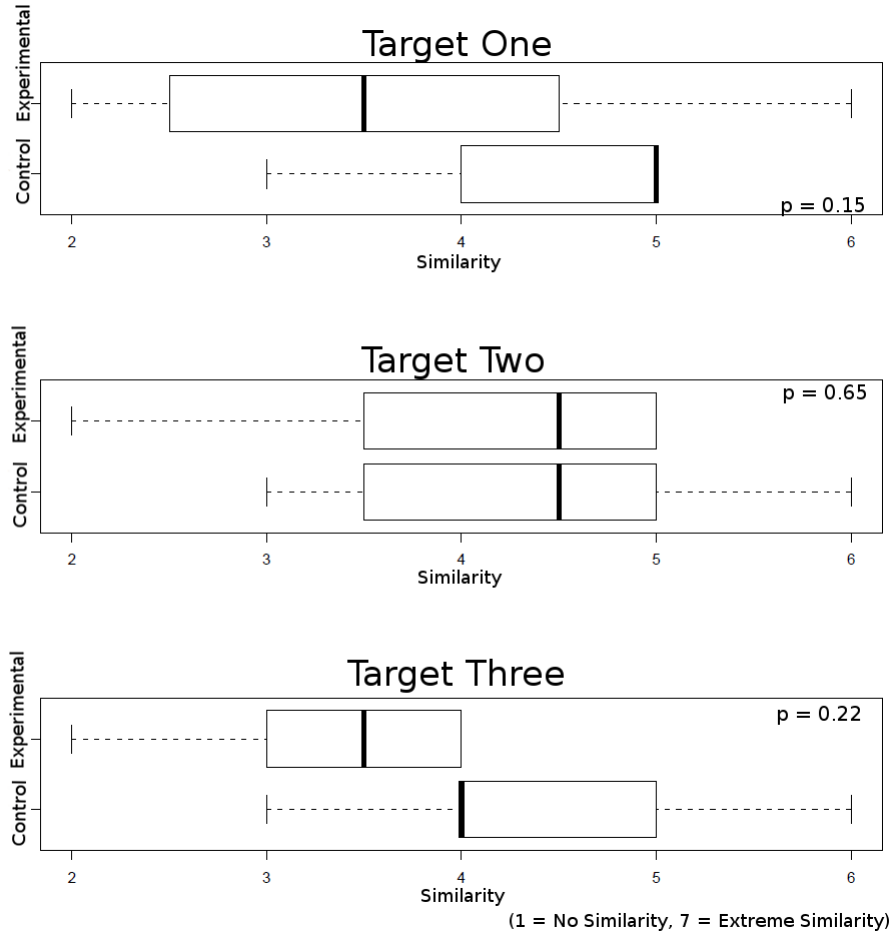 Target One
Experimental
Control
p = 0.15
2 3 4 5 6
Similarity
Target Two
Experimental
Control
p = 0.65
2 3 4 5 6
Similarity
Target Three
Experimental
Control
p = 0.22
2 3 4 5 6
Similarity
(1 = No Similarity, 7 = Extreme Similarity)